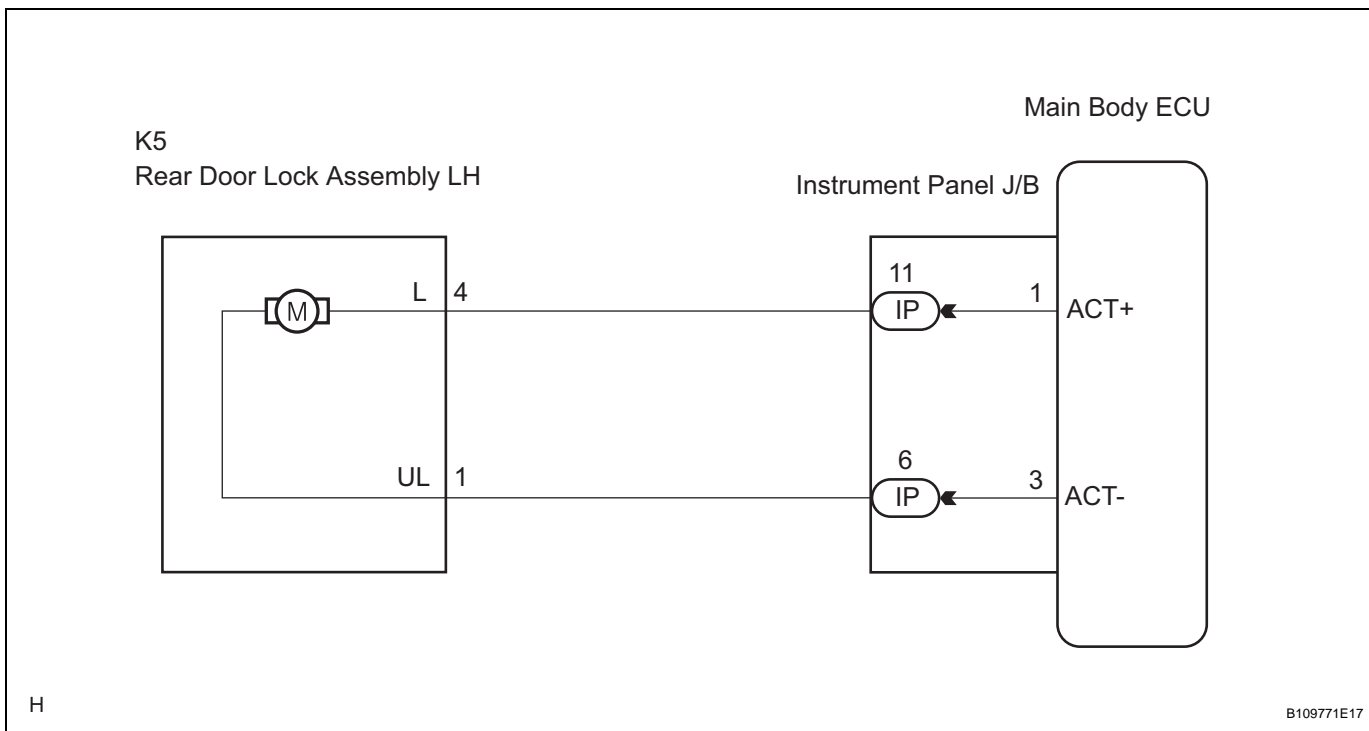 Main Body ECU
K5
Rear Door Lock Assembly LH
Instrument Panel J/B
11
L 4
M
IP
1
ACT+
6
UL 1
IP
3
ACT-
H
B109771E17